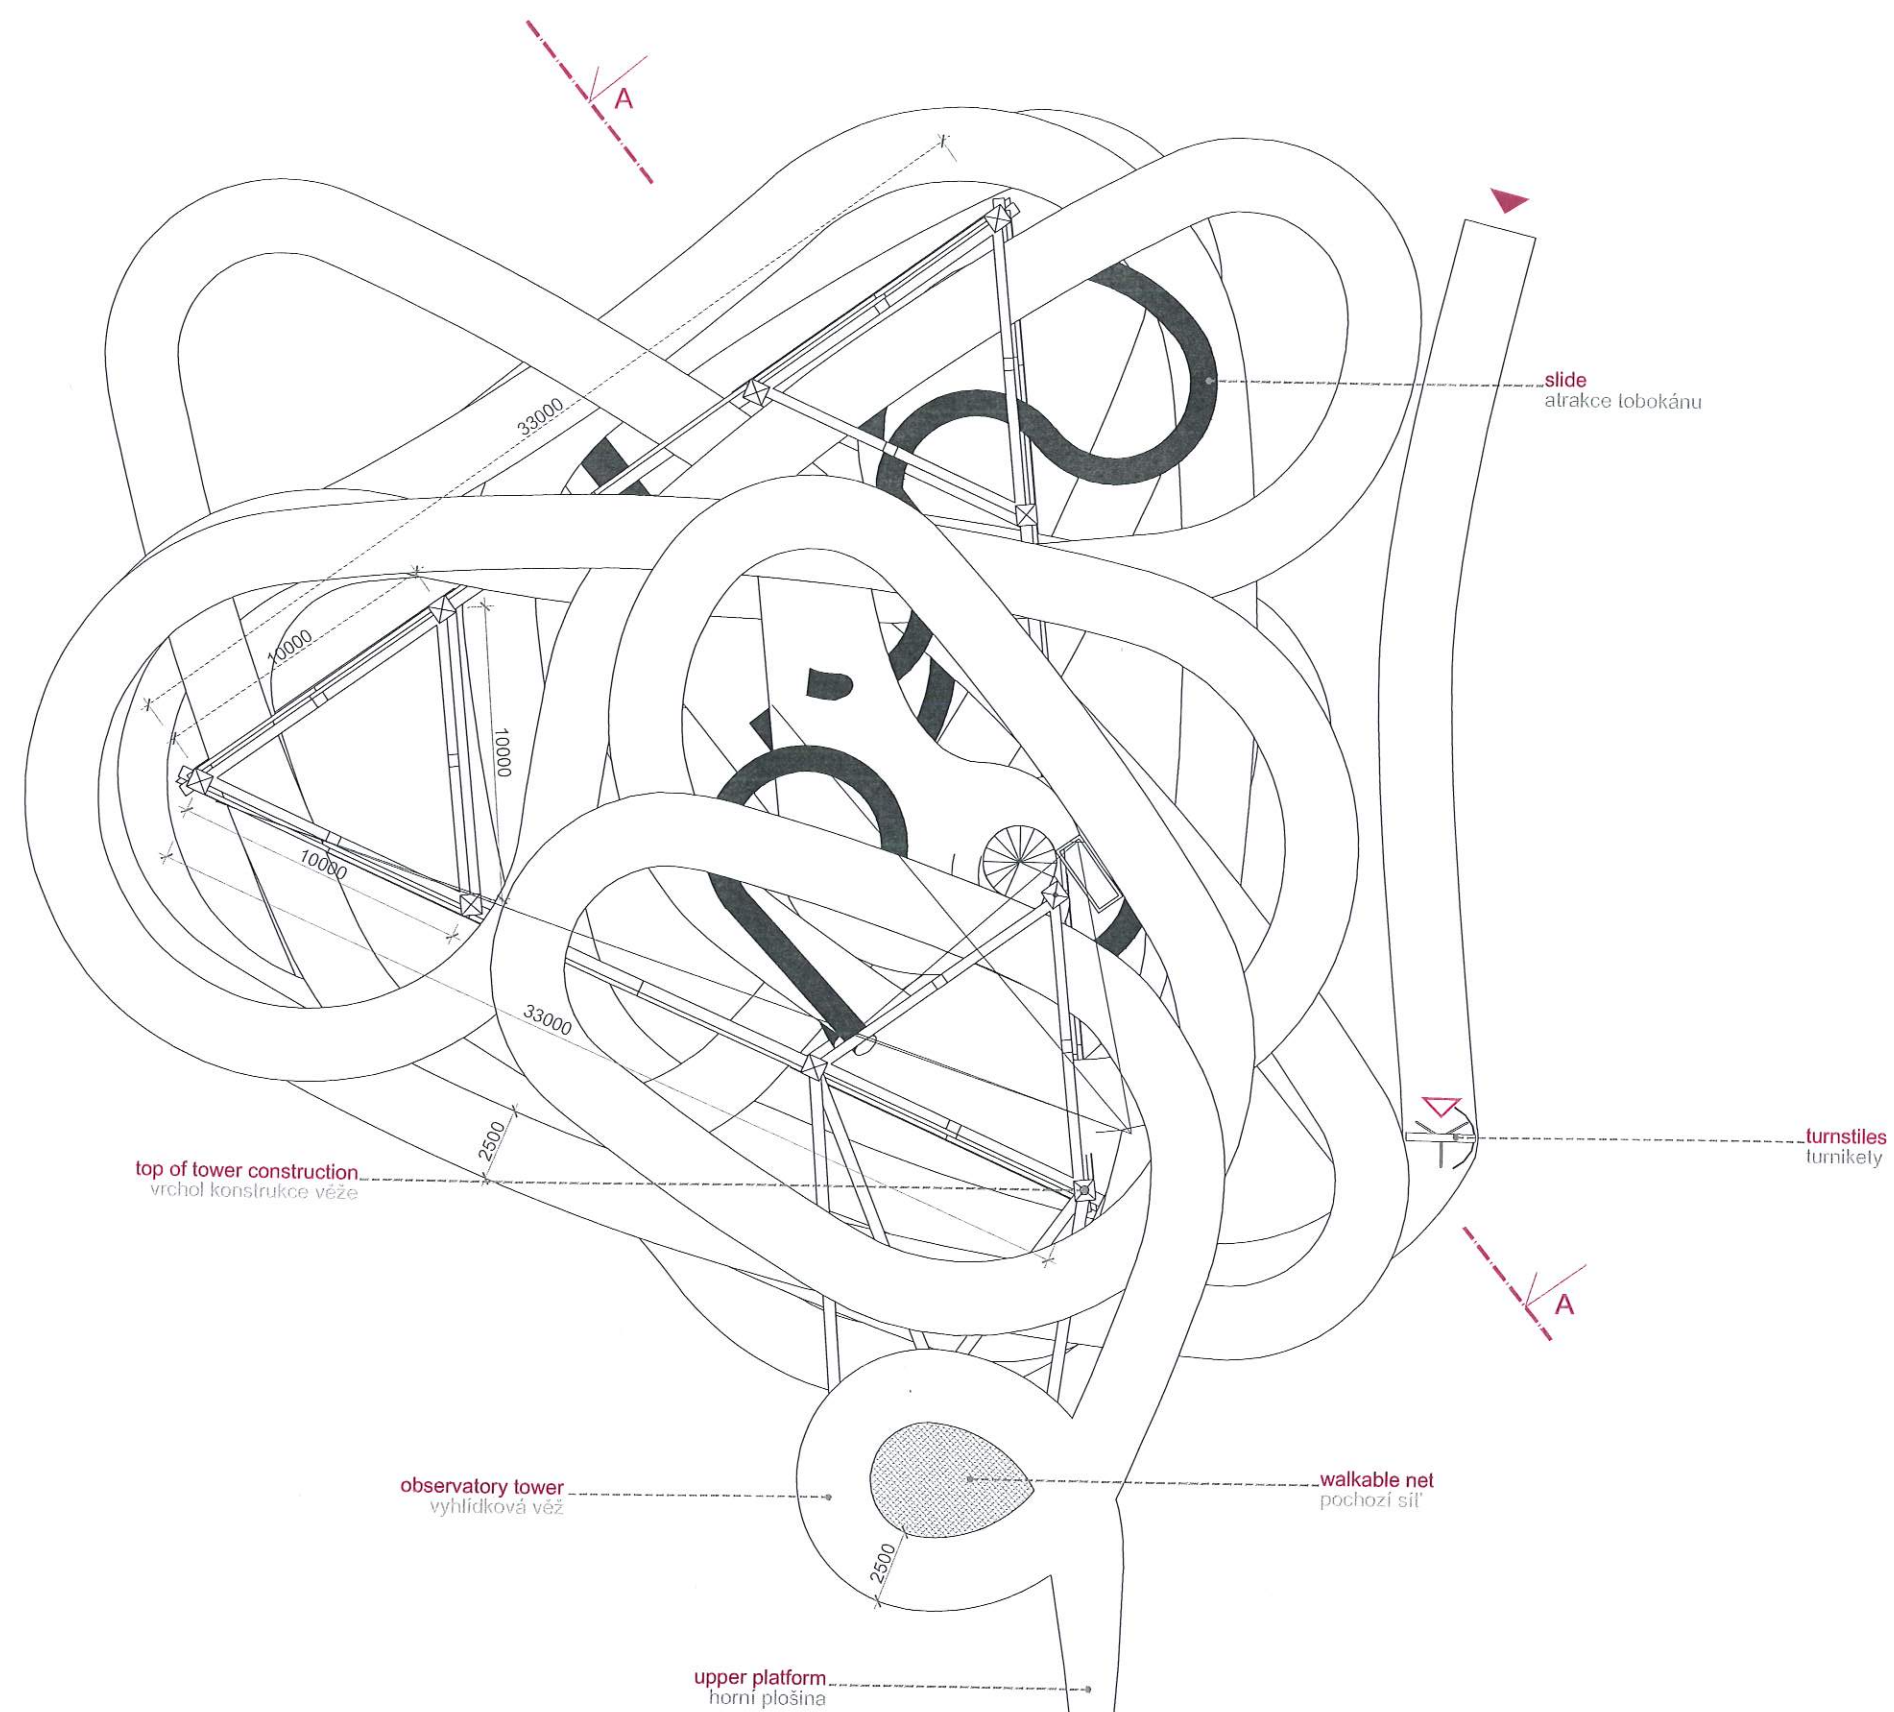 A
slide
atrakce tobokánu
33000
10000
10000
10000
33000
2500
turnstiles
turnikety
top of tower construction
vrchol konstrukce věže
A
observatory tower
vyhlídková věž
walkable net
pochozí síť
2500
upper platform
horní plošina